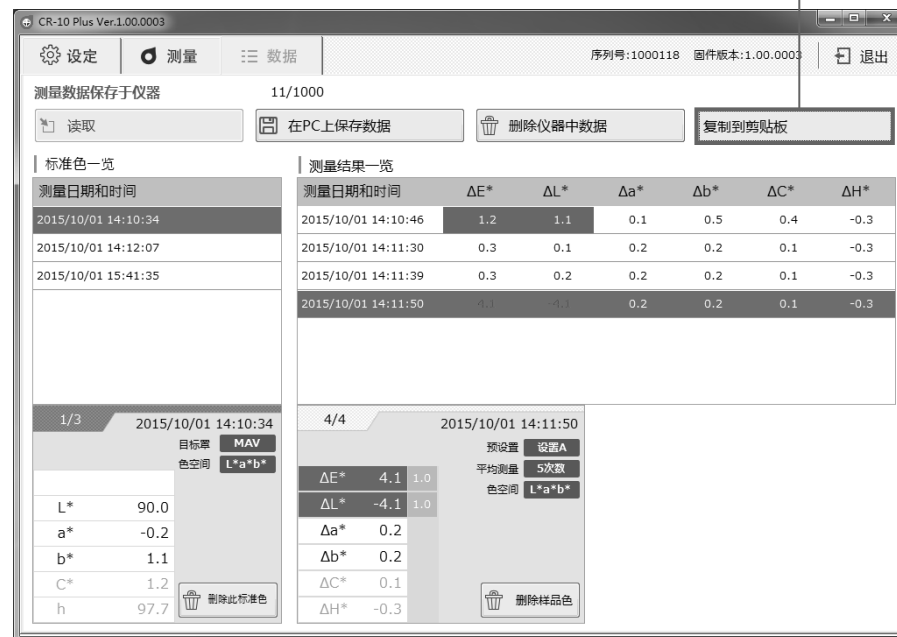 CR-10 Plus Ver.1.00.0003
设定 测量 数据 序列号:1000118 固件版本:1.00.0003 退出
测量数据保存于仪器 11/1000
读取 在PC上保存数据 删除仪器中数据 复制到剪贴板
标准色一览
测量日期和时间
2015/10/01 14:10:34
2015/10/01 14:12:07
2015/10/01 15:41:35
测量结果一览
测量日期和时间 ΔE* ΔL* Δa* Δb* ΔC* ΔH*
2015/10/01 14:10:46 1.2 1.1 0.1 0.5 0.4 -0.3
2015/10/01 14:11:30 0.3 0.1 0.2 0.2 0.1 -0.3
2015/10/01 14:11:39 0.3 0.2 0.2 0.2 0.1 -0.3
2015/10/01 14:11:50 4.1 -4.1 0.2 0.2 0.1 -0.3
1/3 2015/10/01 14:10:34
目标罩 MAV
色空间 L*a*b*
L* 90.0
a* -0.2
b* 1.1
C* 1.2
h 97.7
删除此标准色
4/4 2015/10/01 14:11:50
预设置 设置A
平均测量 5次数
色空间 L*a*b*
ΔE* 4.1 1.0
ΔL* -4.1 1.0
Δa* 0.2
Δb* 0.2
ΔC* 0.1
ΔH* -0.3
删除样品色